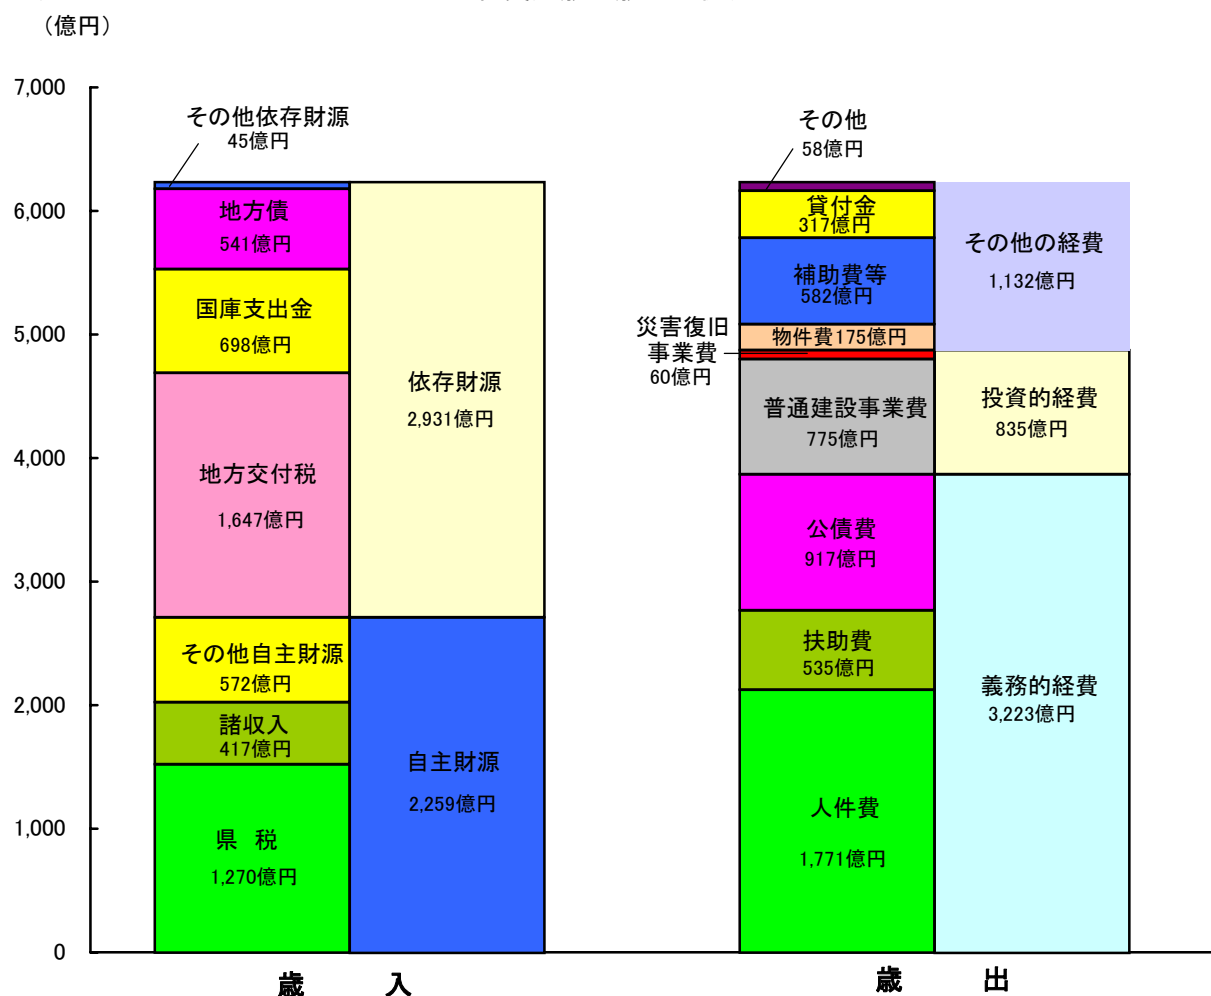 （億円）
7,000
6,000
5,000
4,000
3,000
2,000
1,000
0
その他依存財源
45億円
地方債
541億円
国庫支出金
698億円
地方交付税
1,647億円
その他自主財源
572億円
諸収入
417億円
県 税
1,270億円
依存財源
2,931億円
自主財源
2,259億円
歳 入
その他
58億円
貸付金
317億円
補助費等
582億円
物件費175億円
災害復旧
事業費
60億円
普通建設事業費
775億円
公債費
917億円
扶助費
535億円
人件費
1,771億円
その他の経費
1,132億円
投資的経費
835億円
義務的経費
3,223億円
歳 出